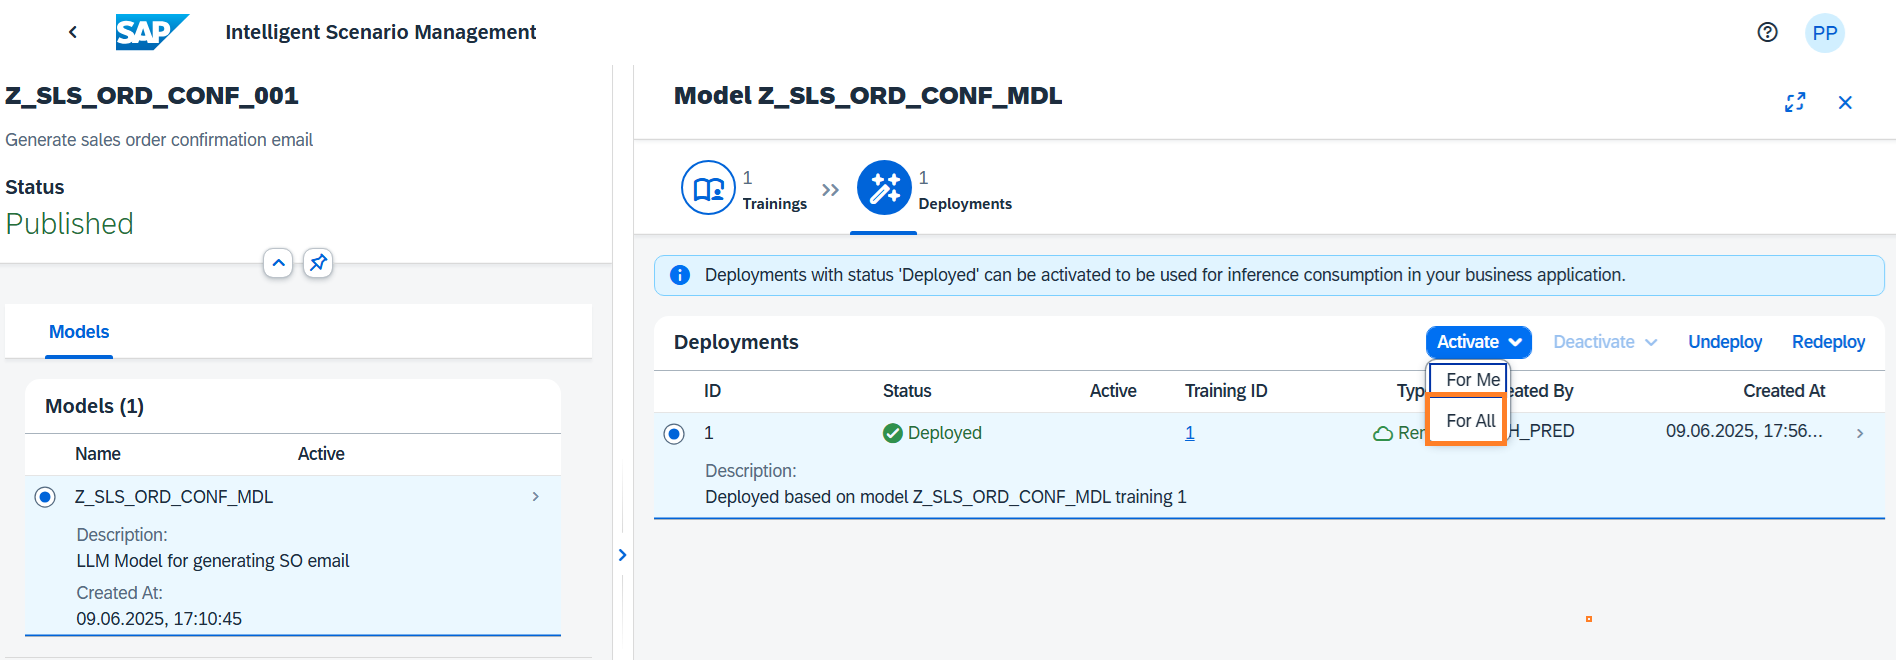 SAP
Intelligent Scenario Management
PP
Z_SLS_ORD_CONF_001
Generate sales order confirmation email
Status
Published
Models
Models (1)
Name Active
Z_SLS_ORD_CONF_MDL
Description:
LLM Model for generating SO email
Created At:
09.06.2025, 17:10:45
Model Z_SLS_ORD_CONF_MDL
1
Trainings
1
Deployments
Deployments with status 'Deployed' can be activated to be used for inference consumption in your business application.
Deployments Activate Deactivate Undeploy Redeploy
For Me
For All
ID Status Active Training ID Typ eated By Created At
1 Deployed 1 Rer H_PRED 09.06.2025, 17:56...
Description:
Deployed based on model Z_SLS_ORD_CONF_MDL training 1